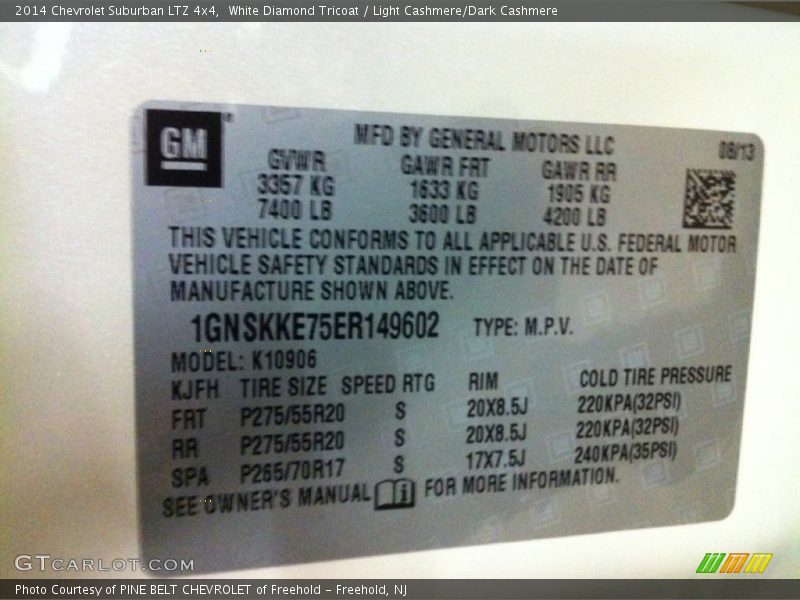 2014 Chevrolet Suburban LTZ 4x4,  White Diamond Tricoat / Light Cashmere/Dark Cashmere
GM
MFD BY GENERAL MOTORS LLC 08/13
GVWR GAWR FRT GAWR RR
3357 KG 1633 KG 1905 KG
7400 LB 3600 LB 4200 LB
THIS VEHICLE CONFORMS TO ALL APPLICABLE U.S. FEDERAL MOTOR
VEHICLE SAFETY STANDARDS IN EFFECT ON THE DATE OF
MANUFACTURE SHOWN ABOVE.
1GNSKKE75ER149602 TYPE: M.P.V.
MODEL: K10906
KJFH TIRE SIZE SPEED RTG RIM COLD TIRE PRESSURE
FRT P275/55R20 S 20X8.5J 220KPA(32PSI)
RR P275/55R20 S 20X8.5J 220KPA(32PSI)
SPA P265/70R17 S 17X7.5J 240KPA(35PSI)
SEE OWNER'S MANUAL FOR MORE INFORMATION.
GTCARLOT.COM
Photo Courtesy of PINE BELT CHEVROLET of Freehold – Freehold, NJ